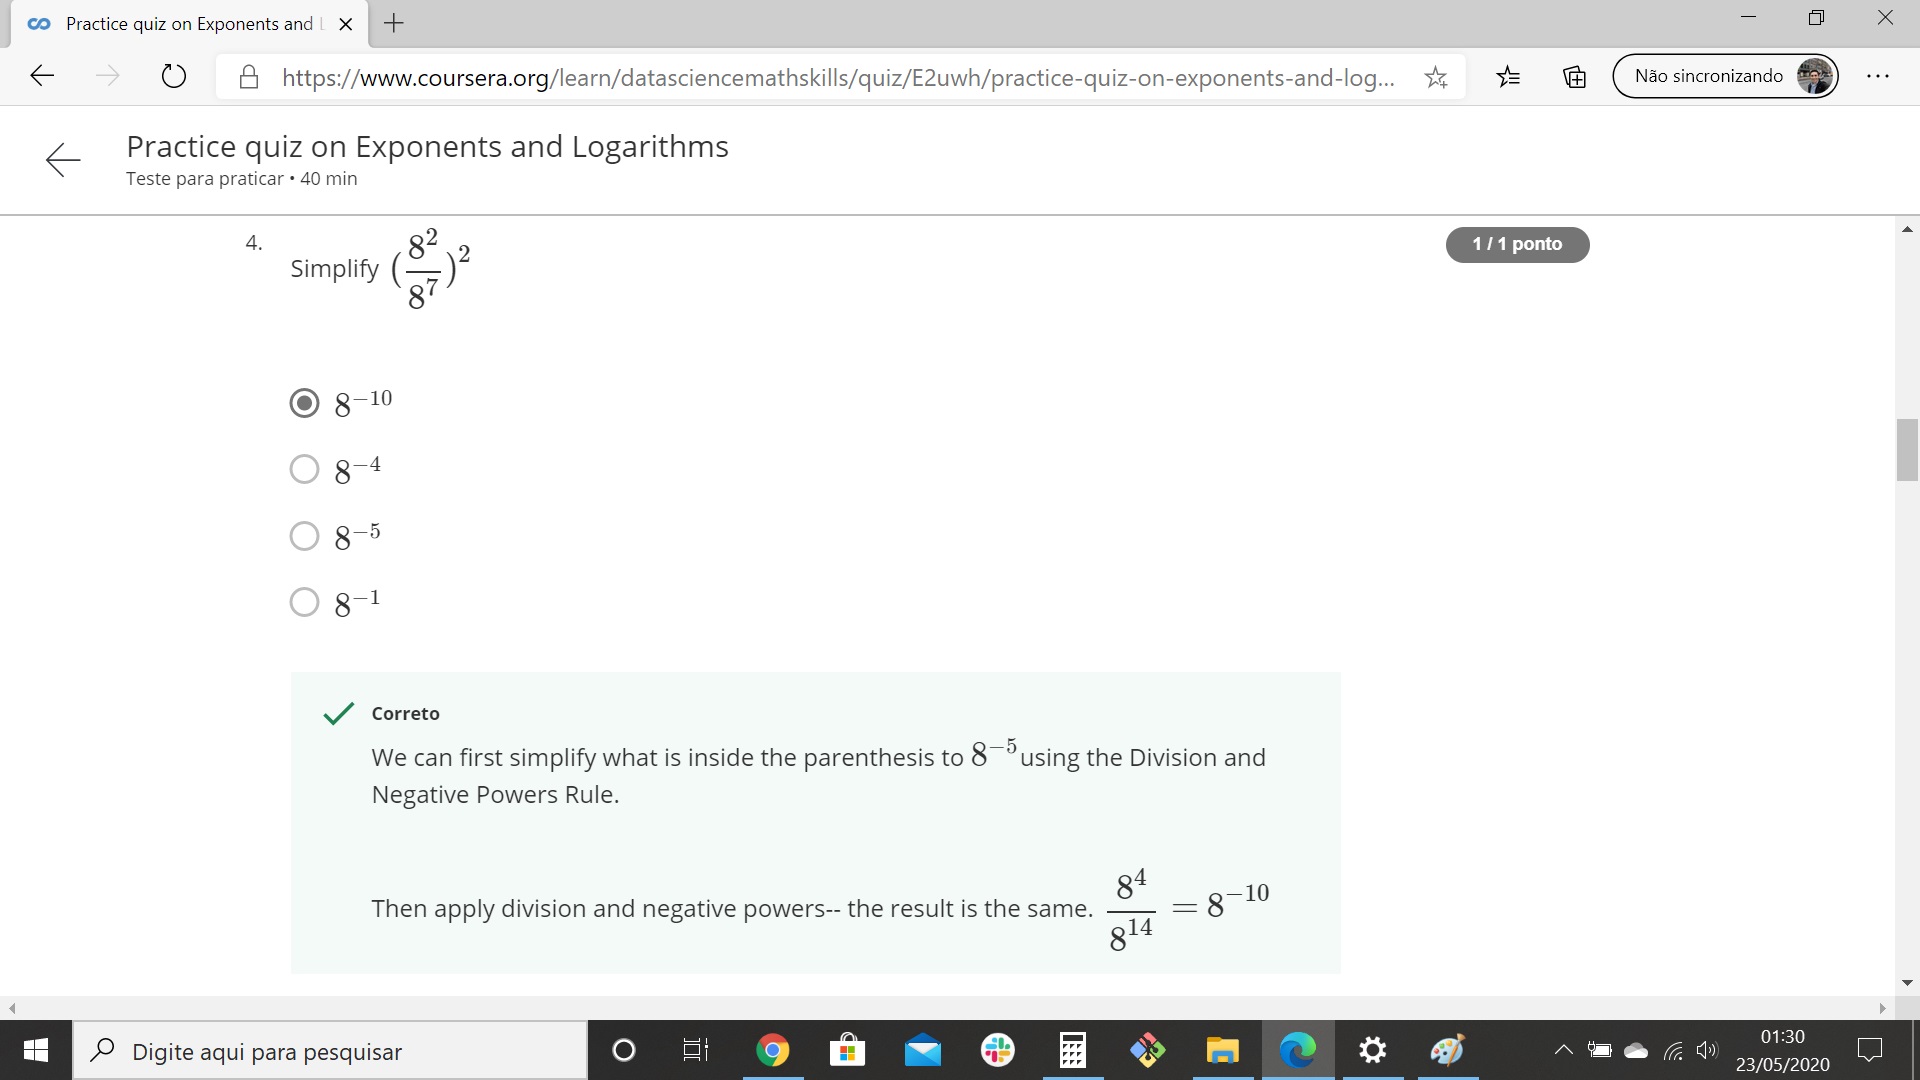 Practice quiz on Exponents and L
https://www.coursera.org/learn/datasciencemathskills/quiz/E2uwh/practice-quiz-on-exponents-and-log...
Não sincronizando
Practice quiz on Exponents and Logarithms
Teste para praticar • 40 min
4.
Simplify (8^2/8^7)^2
1 / 1 ponto
8^−10
8^−4
8^−5
8^−1
Correto
We can first simplify what is inside the parenthesis to 8^−5 using the Division and
Negative Powers Rule.
Then apply division and negative powers-- the result is the same. 8^4/8^14 = 8^−10
Digite aqui para pesquisar
01:30
23/05/2020